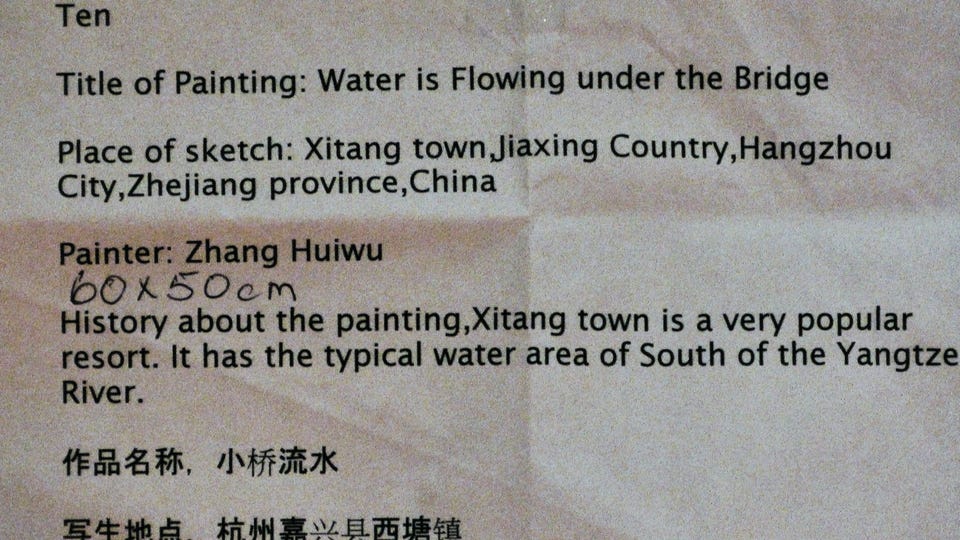 Ten
Title of Painting: Water is Flowing under the Bridge
Place of sketch: Xitang town,Jiaxing Country,Hangzhou
City,Zhejiang province,China
Painter: Zhang Huiwu
60x50cm
History about the painting,Xitang town is a very popular
resort. It has the typical water area of South of the Yangtze
River.
作品名称, 小桥流水
写生地点, 杭州嘉兴县西塘镇